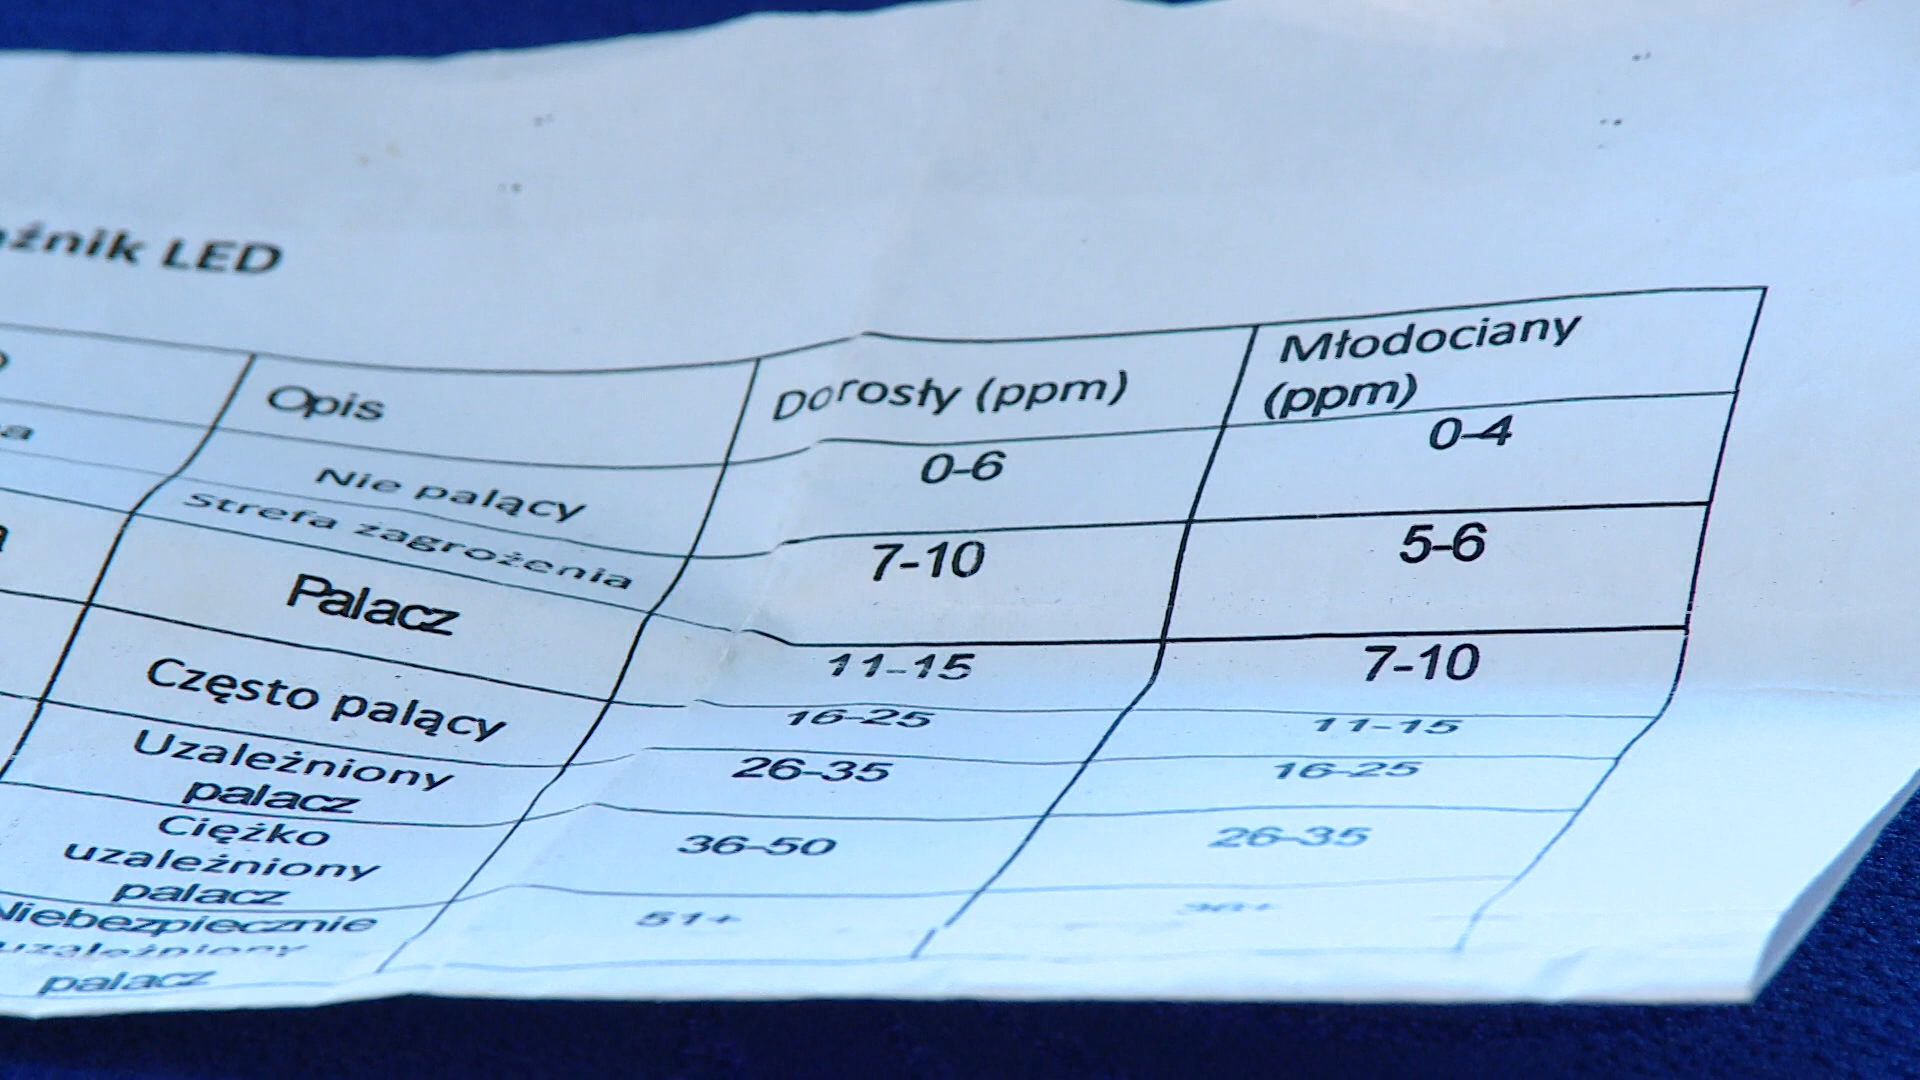 LED
Opis Dorosły (ppm) Młodociany
(ppm)
Nie palący 0-6 0-4
Strefa zagrożenia 7-10 5-6
Palacz 11-15 7-10
Często palący 16-25 11-15
Uzależniony
palacz 26-35 16-25
Ciężko
uzależniony
palacz 36-50 26-35
Niebezpiecznie
uzależniony
palacz 51+ 36+